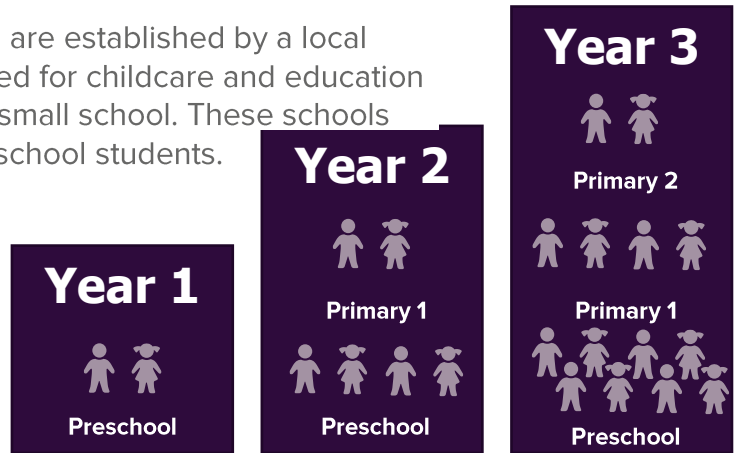 are established by a local
ed for childcare and education
small school. These schools
school students.
Year 1
Preschool
Year 2
Primary 1
Preschool
Year 3
Primary 2
Primary 1
Preschool